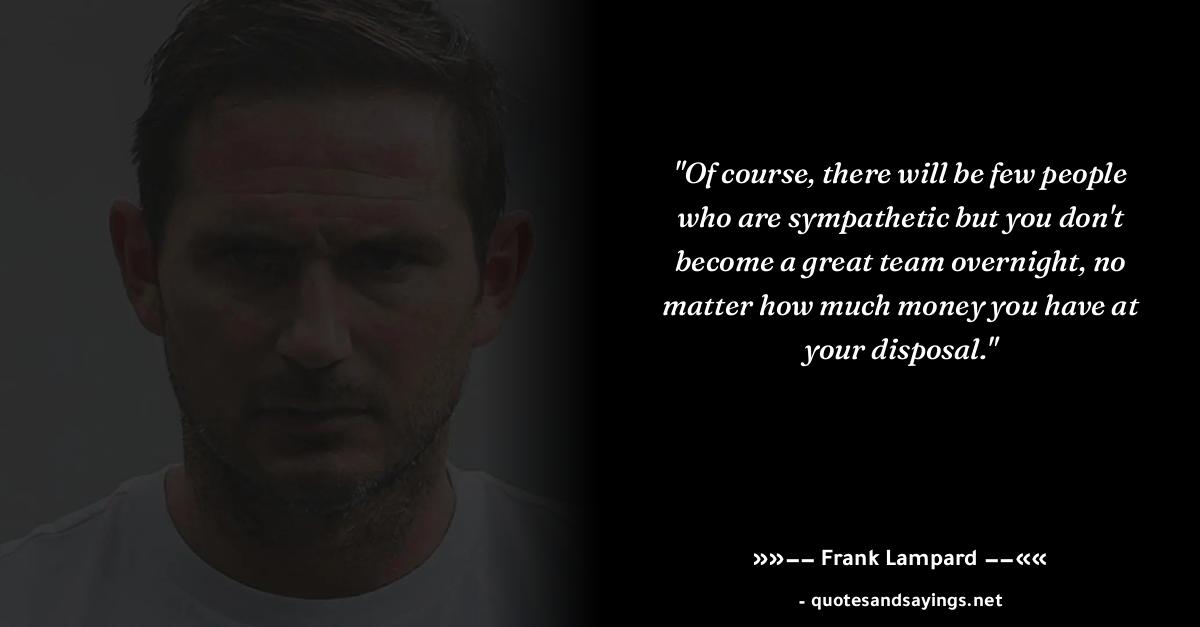 "Of course, there will be few people
who are sympathetic but you don't
become a great team overnight, no
matter how much money you have at
your disposal."
»»−− Frank Lampard −−««
- quotesandsayings.net